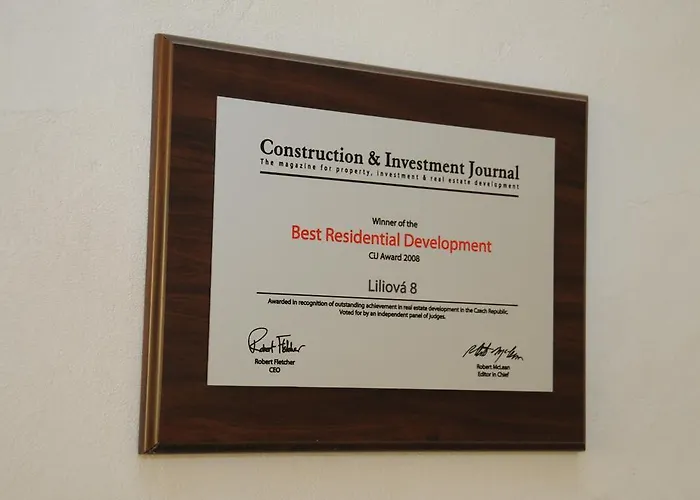 Construction & Investment Journal
The magazine for property, investment & real estate development
Winner of the
Best Residential Development
CIJ Award 2008
Liliová 8
Awarded in recognition of outstanding achievement in real estate development in the Czech Republic.
Voted for by an independent panel of judges.
Robert Fletcher
CEO
Robert McLean
Editor in Chief